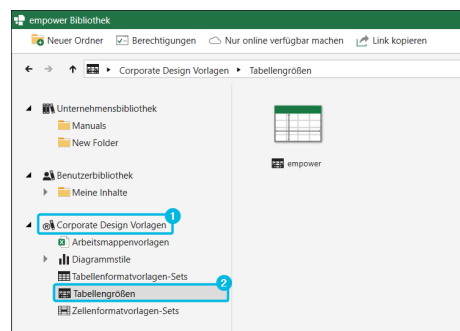 empower Bibliothek
Neuer Ordner Berechtigungen Nur online verfügbar machen Link kopieren
Corporate Design Vorlagen Tabellengrößen
Unternehmensbibliothek
Manuals
New Folder
empower
Benutzerbibliothek
Meine Inhalte
1
Corporate Design Vorlagen
Arbeitsmappenvorlagen
Diagrammstile
Tabellenformatvorlagen-Sets
2
Tabellengrößen
Zellenformatvorlagen-Sets